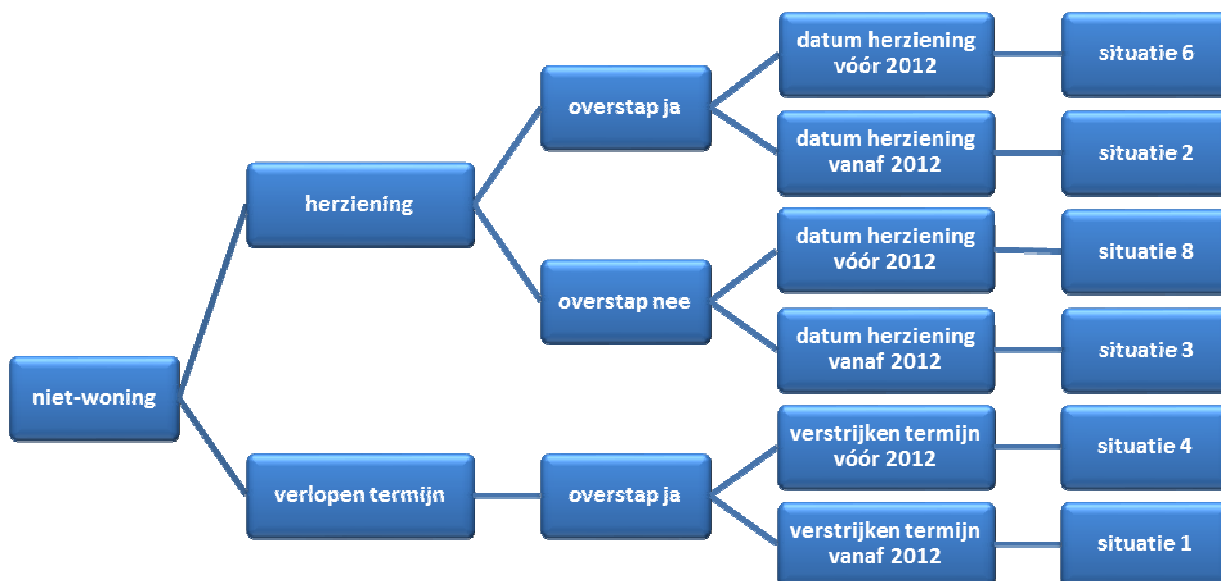 datum herziening
vóór 2012
situatie 6
overstap ja
datum herziening
vanaf 2012
situatie 2
herziening
datum herziening
vóór 2012
situatie 8
overstap nee
datum herziening
vanaf 2012
situatie 3
niet-woning
verstrijken termijn
vóór 2012
situatie 4
verlopen termijn
overstap ja
verstrijken termijn
vanaf 2012
situatie 1